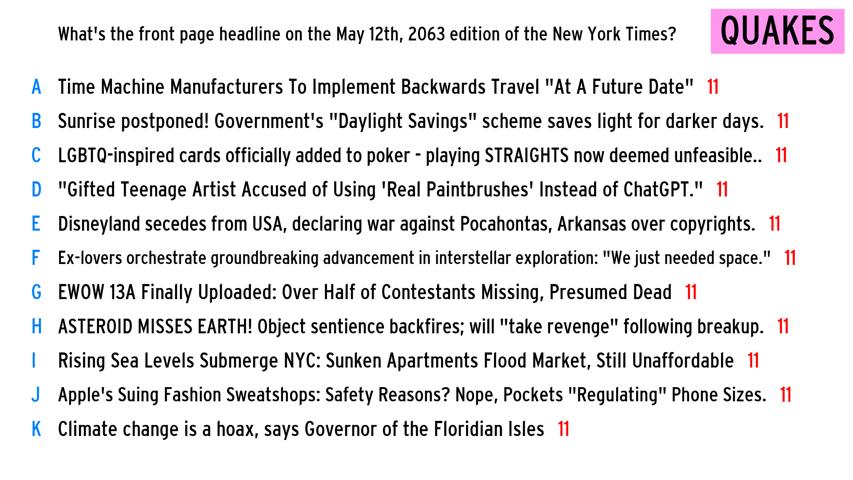 What's the front page headline on the May 12th, 2063 edition of the New York Times?
QUAKES
A Time Machine Manufacturers To Implement Backwards Travel "At A Future Date" 11
B Sunrise postponed! Government's "Daylight Savings" scheme saves light for darker days. 11
C LGBTQ-inspired cards officially added to poker - playing STRAIGHTS now deemed unfeasible.. 11
D "Gifted Teenage Artist Accused of Using 'Real Paintbrushes' Instead of ChatGPT." 11
E Disneyland secedes from USA, declaring war against Pocahontas, Arkansas over copyrights. 11
F Ex-lovers orchestrate groundbreaking advancement in interstellar exploration: "We just needed space." 11
G EWOW 13A Finally Uploaded: Over Half of Contestants Missing, Presumed Dead 11
H ASTEROID MISSES EARTH! Object sentience backfires; will "take revenge" following breakup. 11
I Rising Sea Levels Submerge NYC: Sunken Apartments Flood Market, Still Unaffordable 11
J Apple's Suing Fashion Sweatshops: Safety Reasons? Nope, Pockets "Regulating" Phone Sizes. 11
K Climate change is a hoax, says Governor of the Floridian Isles 11